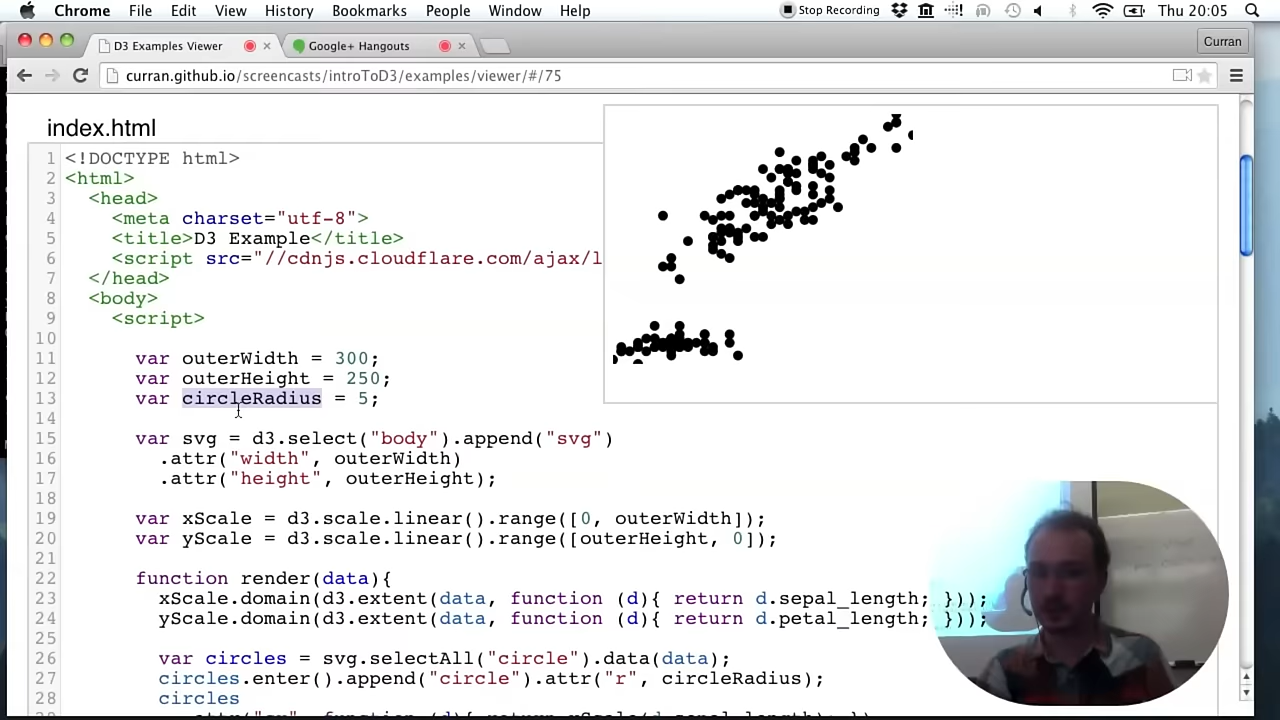 Chrome File Edit View History Bookmarks People Window Help Stop Recording Thu 20:05
D3 Examples Viewer Google+ Hangouts Curran
curran.github.io/screencasts/introToD3/examples/viewer/#/75
index.html
1 <!DOCTYPE html>
2 <html>
3 <head>
4 <meta charset="utf-8">
5 <title>D3 Example</title>
6 <script src="//cdnjs.cloudflare.com/ajax/l
7 </head>
8 <body>
9 <script>
10
11 var outerWidth = 300;
12 var outerHeight = 250;
13 var circleRadius = 5;
14
15 var svg = d3.select("body").append("svg")
16 .attr("width", outerWidth)
17 .attr("height", outerHeight);
18
19 var xScale = d3.scale.linear().range([0, outerWidth]);
20 var yScale = d3.scale.linear().range([outerHeight, 0]);
21
22 function render(data){
23 xScale.domain(d3.extent(data, function (d){ return d.sepal_length; }));
24 yScale.domain(d3.extent(data, function (d){ return d.petal_length; }));
25
26 var circles = svg.selectAll("circle").data(data);
27 circles.enter().append("circle").attr("r", circleRadius);
28 circles
.attr("cx", function (d){ return xScale(d.sepal_length); })